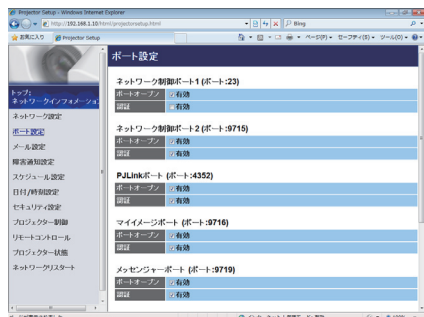 Projector Setup - Windows Internet Explorer
http://192.168.1.10/html/projectorsetup.html
Bing
お気に入り
Projector Setup
ページ(P)
セーフティ(S)
ツール(O)
トップ:
ネットワークインフォメーション
ネットワーク設定
ポート設定
メール設定
障害通知設定
スケジュール設定
日付/時刻設定
セキュリティ設定
プロジェクター制御
リモートコントロール
プロジェクター状態
ネットワークリスタート
ポート設定
ネットワーク制御ポート1 (ポート:23)
ポートオープン 有効
認証 有効
ネットワーク制御ポート2 (ポート:9715)
ポートオープン 有効
認証 有効
PJLinkポート (ポート:4352)
ポートオープン 有効
認証 有効
マイイメージポート (ポート:9716)
ポートオープン 有効
認証 有効
メッセンジャーポート (ポート:9719)
ポートオープン 有効
認証 有効